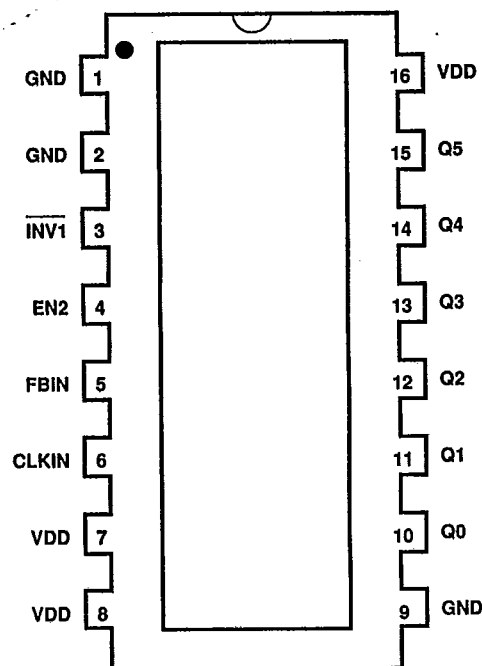 GND 1 16 VDD
GND 2 15 Q5
I̅N̅V̅1̅ 3 14 Q4
EN2 4 13 Q3
FBIN 5 12 Q2
CLKIN 6 11 Q1
VDD 7 10 Q0
VDD 8 9 GND